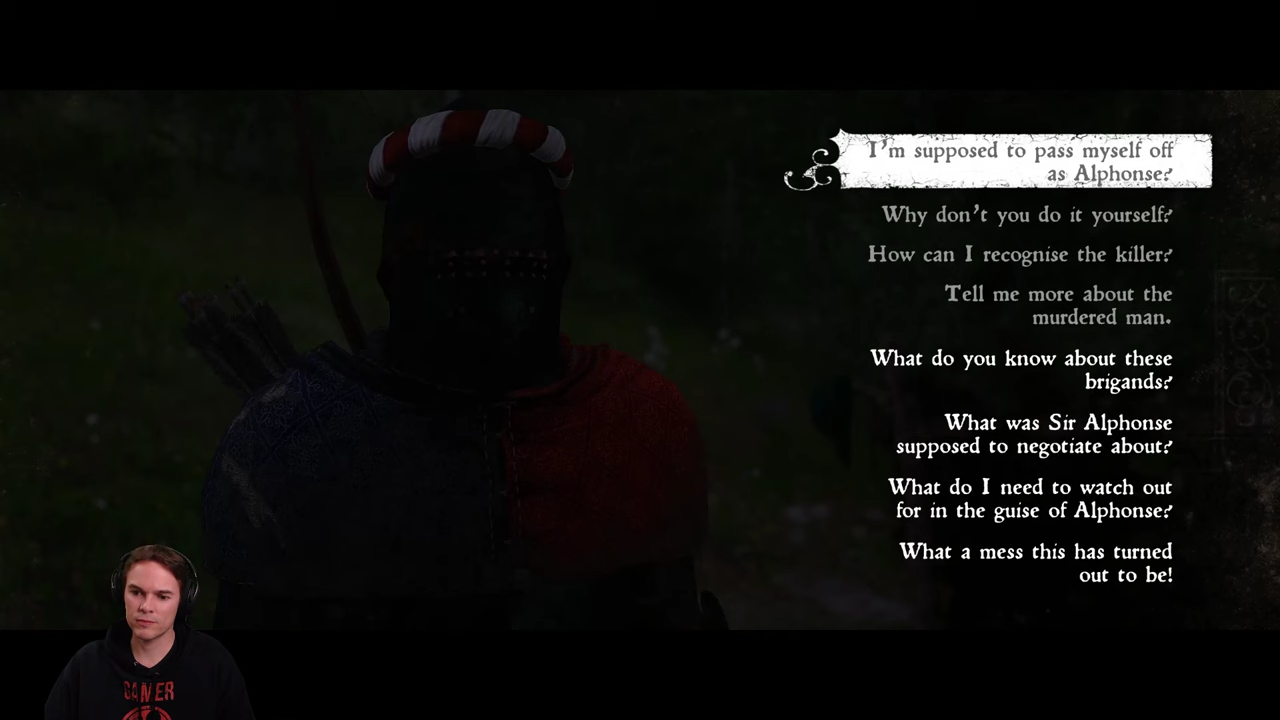 I'm supposed to pass myself off
as Alphonse?
Why don't you do it yourself?
How can I recognise the killer?
Tell me more about the
murdered man.
What do you know about these
brigands?
What was Sir Alphonse
supposed to negotiate about?
What do I need to watch out
for in the guise of Alphonse?
What a mess this has turned
out to be!
GAMER